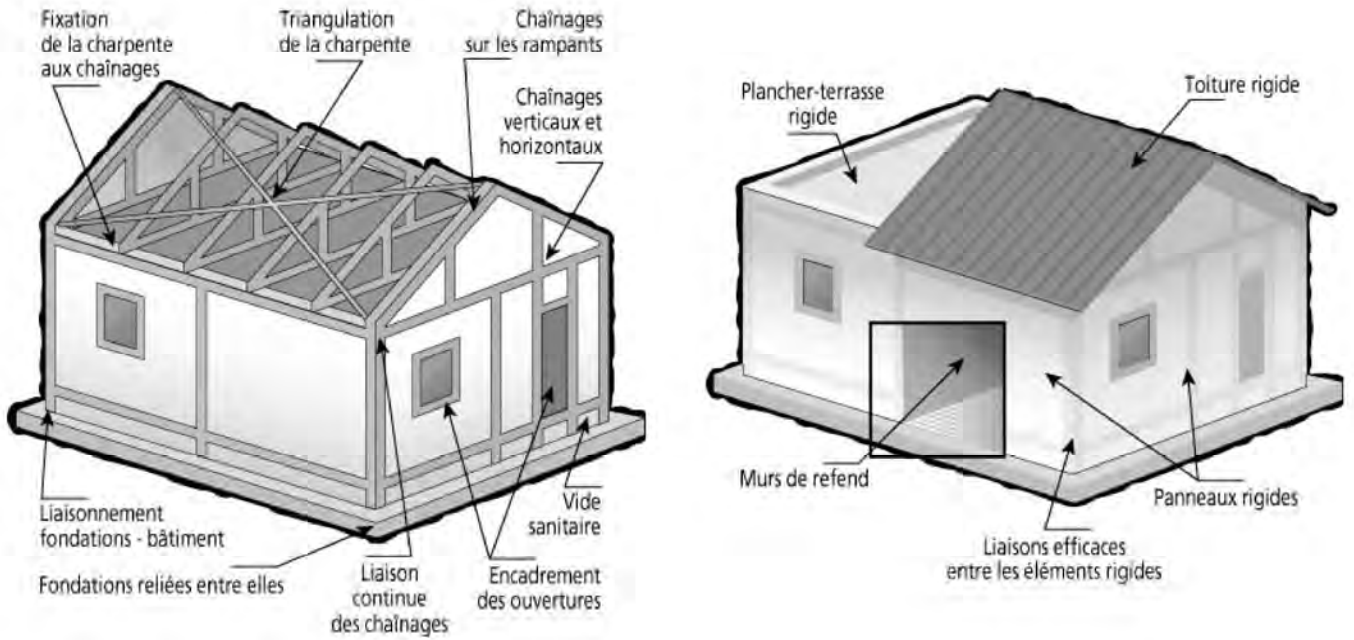 Fixation
de la charpente
aux chaînages
Triangulation
de la charpente
Chaînages
sur les rampants
Chaînages
verticaux et
horizontaux
Liaisonnement
fondations - bâtiment
Fondations reliées entre elles
Liaison
continue
des chaînages
Encadrement
des ouvertures
Vide
sanitaire
Plancher-terrasse
rigide
Toiture rigide
Murs de refend
Panneaux rigides
Liaisons efficaces
entre les éléments rigides